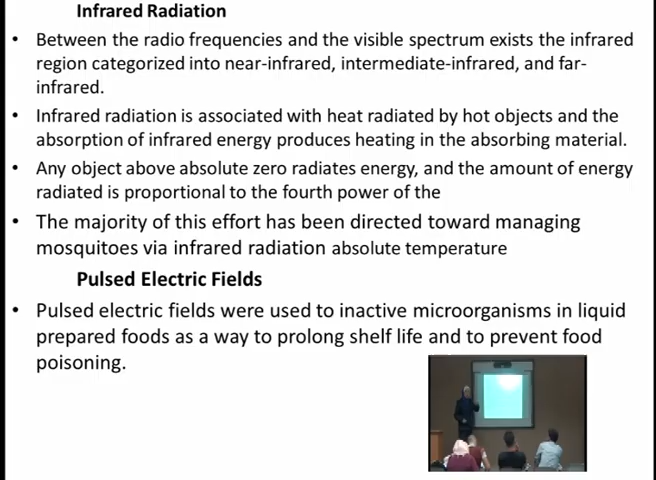 Infrared Radiation
• Between the radio frequencies and the visible spectrum exists the infrared
region categorized into near-infrared, intermediate-infrared, and far-
infrared.
• Infrared radiation is associated with heat radiated by hot objects and the
absorption of infrared energy produces heating in the absorbing material.
• Any object above absolute zero radiates energy, and the amount of energy
radiated is proportional to the fourth power of the
• The majority of this effort has been directed toward managing
mosquitoes via infrared radiation absolute temperature
Pulsed Electric Fields
• Pulsed electric fields were used to inactive microorganisms in liquid
prepared foods as a way to prolong shelf life and to prevent food
poisoning.